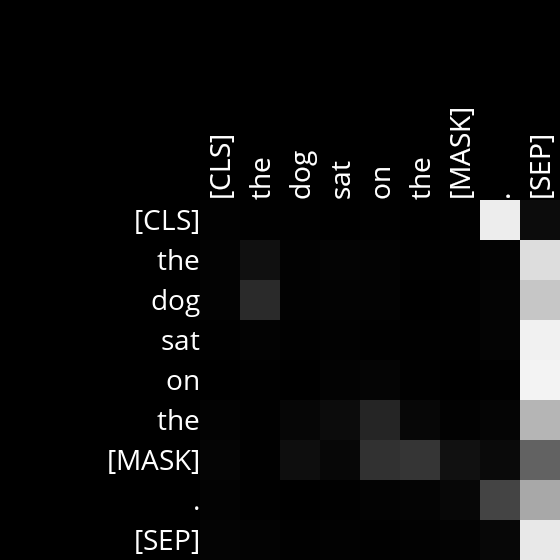 [CLS] the dog sat on the [MASK] . [SEP]
[CLS]
the
dog
sat
on
the
[MASK]
.
[SEP]